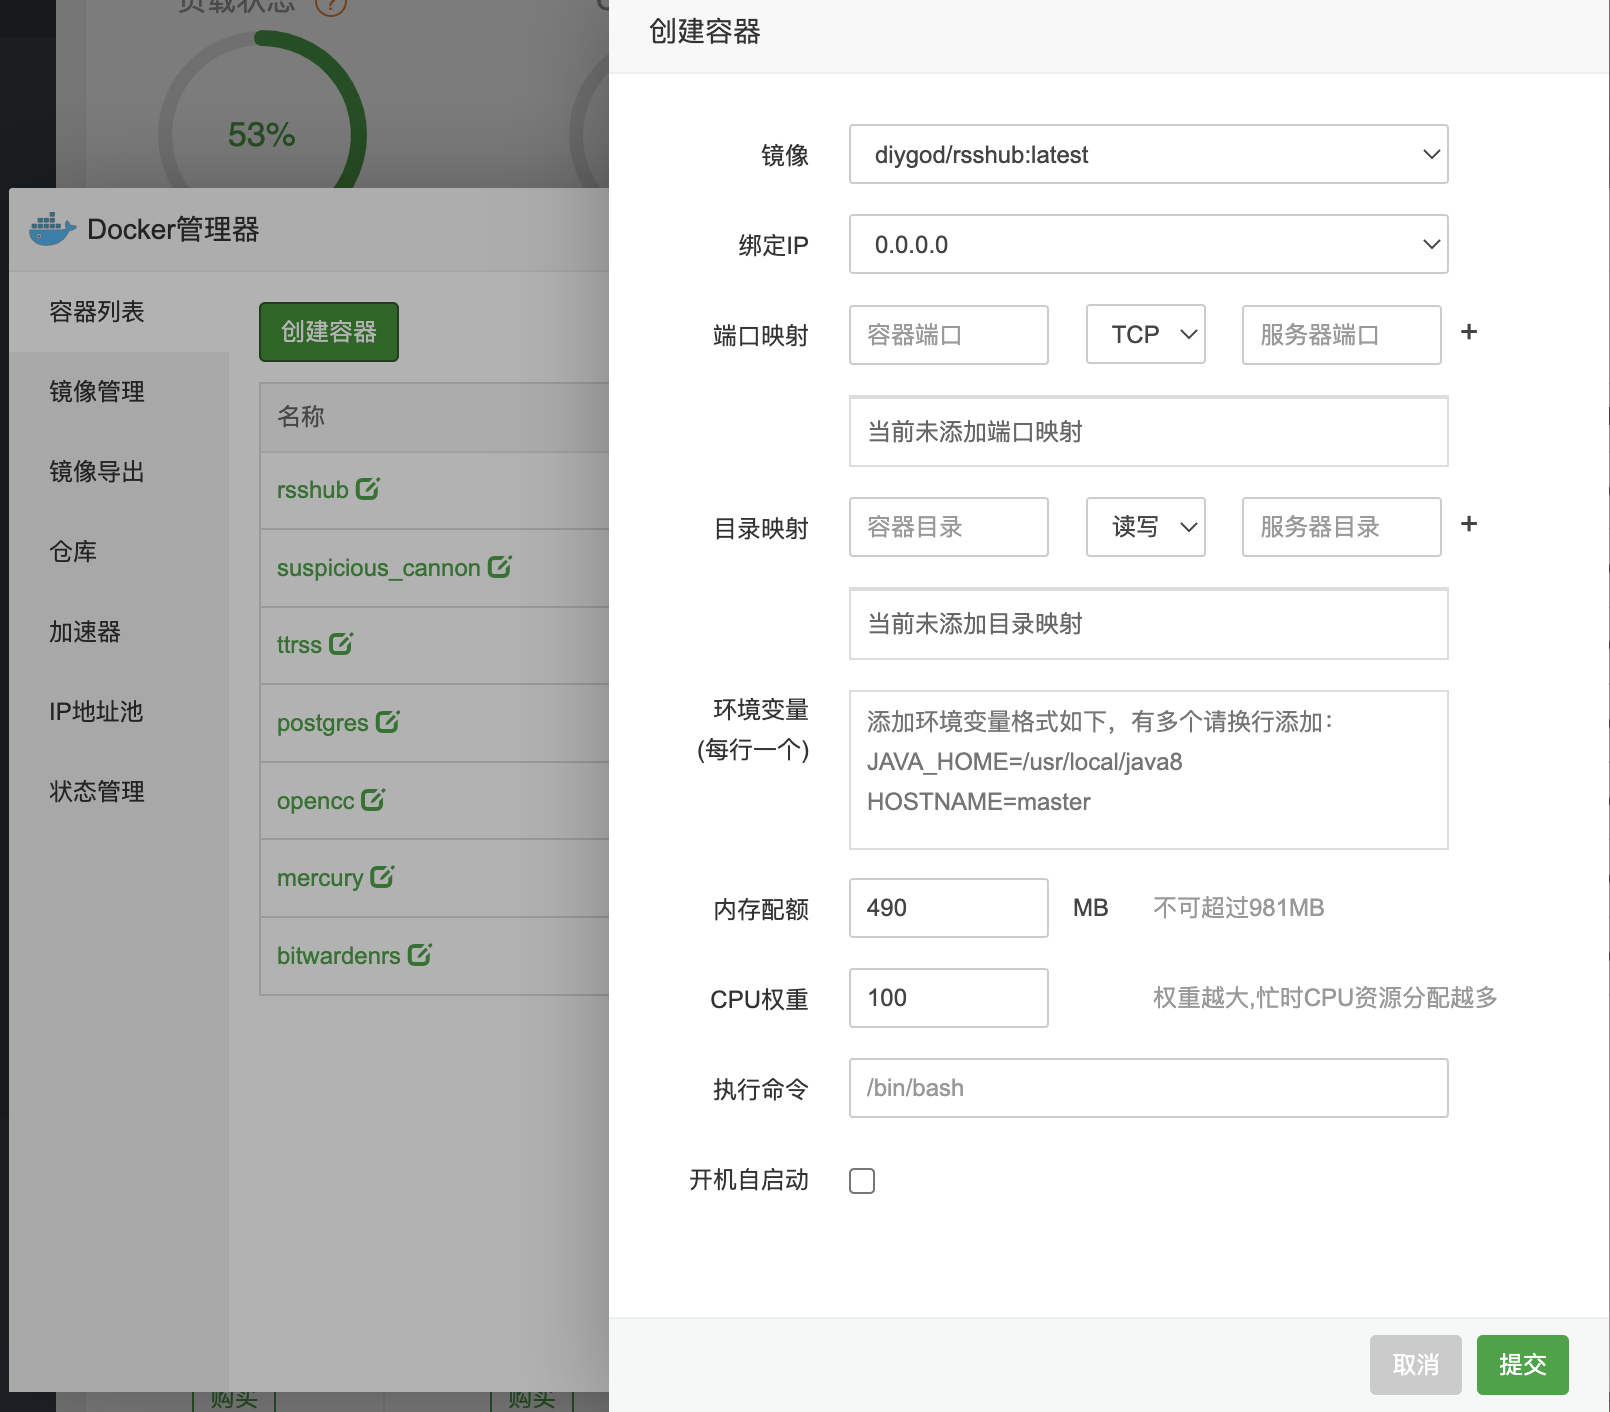 负载状态
?
53%
Docker管理器
容器列表
镜像管理
镜像导出
仓库
加速器
IP地址池
状态管理
创建容器
名称
rsshub
suspicious_cannon
ttrss
postgres
opencc
mercury
bitwardenrs
购买
购买
创建容器
镜像 diygod/rsshub:latest
绑定IP 0.0.0.0
端口映射 容器端口 TCP 服务器端口 +
当前未添加端口映射
目录映射 容器目录 读写 服务器目录 +
当前未添加目录映射
环境变量
(每行一个)
添加环境变量格式如下，有多个请换行添加：
JAVA_HOME=/usr/local/java8
HOSTNAME=master
内存配额 490 MB 不可超过981MB
CPU权重 100 权重越大,忙时CPU资源分配越多
执行命令 /bin/bash
开机自启动
取消 提交